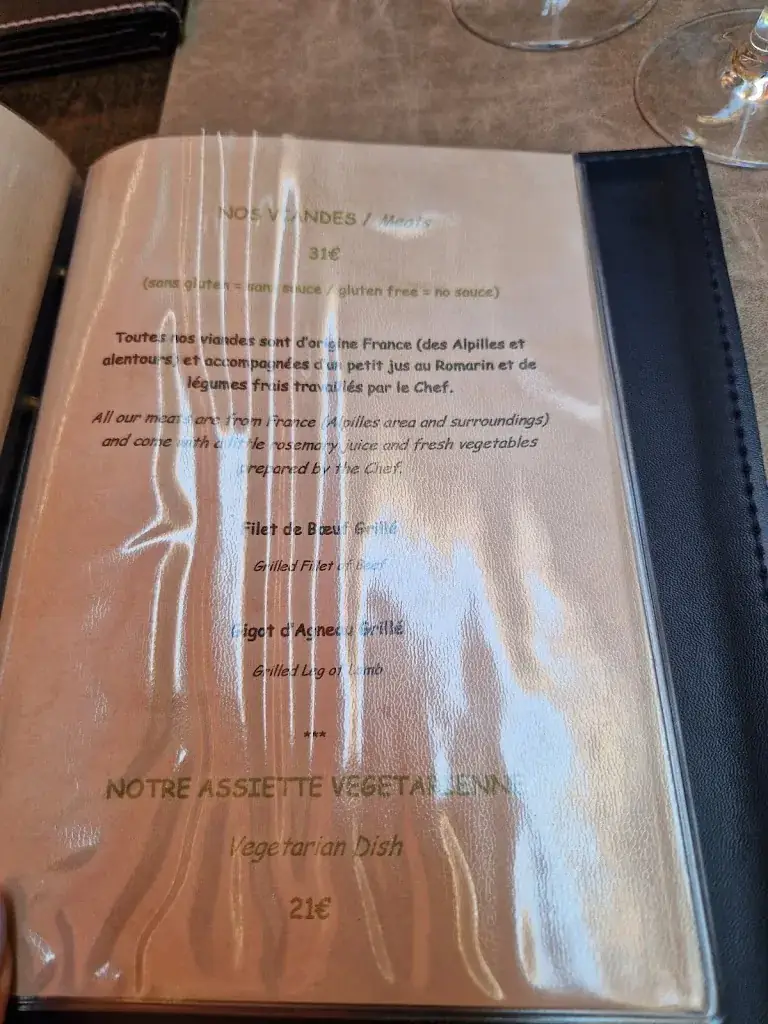 NOS VIANDES / Meats
31€
(sans gluten = sans sauce / gluten free = no sauce)
Toutes nos viandes sont d'origine France (des Alpilles et
alentours) et accompagnées d'un petit jus au Romarin et de
légumes frais travaillés par le Chef.
All our meats are from France (Alpilles area and surroundings)
and come with a little rosemary juice and fresh vegetables
prepared by the Chef.
Filet de Bœuf Grillé
Grilled Fillet of Beef
Gigot d'Agneau Grillé
Grilled Leg of Lamb
***
NOTRE ASSIETTE VEGETARIENNE
Vegetarian Dish
21€